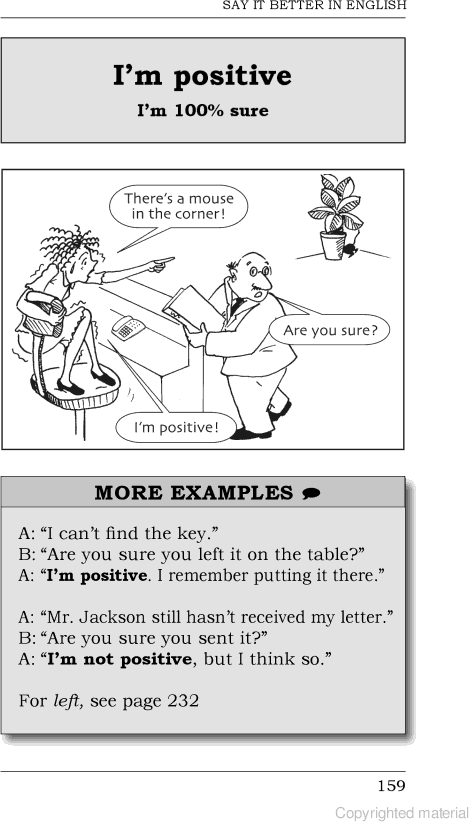 SAY IT BETTER IN ENGLISH
I'm positive
I'm 100% sure
There's a mouse
in the corner!
Are you sure?
I'm positive!
MORE EXAMPLES
A: “I can't find the key.”
B: “Are you sure you left it on the table?”
A: “I'm positive. I remember putting it there.”
A: “Mr. Jackson still hasn't received my letter.”
B: “Are you sure you sent it?”
A: “I'm not positive, but I think so.”
For left, see page 232
159
Copyrighted material